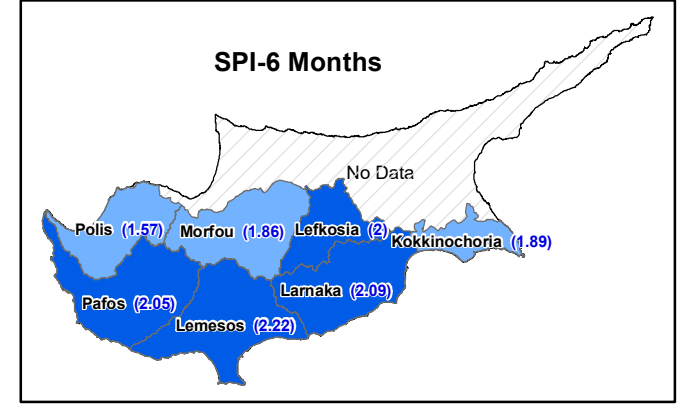 SPI-6 Months
No Data
Polis (1.57)
Morfou (1.86)
Lefkosia (2)
Kokkinochoria (1.89)
Pafos (2.05)
Larnaka (2.09)
Lemesos (2.22)